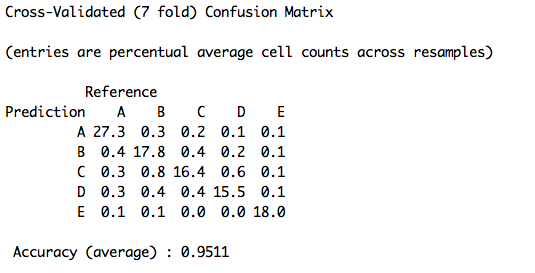 Cross-Validated (7 fold) Confusion Matrix
(entries are percentual average cell counts across resamples)
Reference
Prediction A B C D E
A 27.3 0.3 0.2 0.1 0.1
B 0.4 17.8 0.4 0.2 0.1
C 0.3 0.8 16.4 0.6 0.1
D 0.3 0.4 0.4 15.5 0.1
E 0.1 0.1 0.0 0.0 18.0
Accuracy (average) : 0.9511